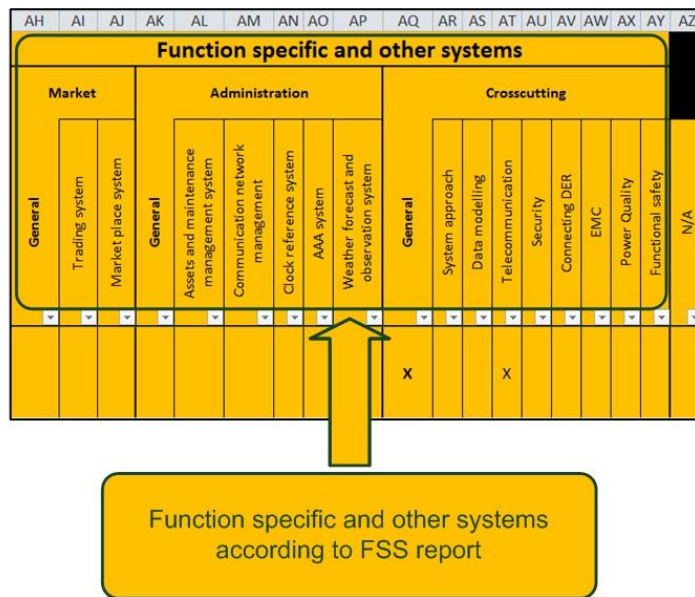 AH AI AJ AK AL AM AN AO AP AQ AR AS AT AU AV AW AX AY AZ
Function specific and other systems
Market Administration Crosscutting
General
Trading system
Market place system
General
Assets and maintenance
management system
Communication network
management
Clock reference system
AAA system
Weather forecast and
observation system
General
System approach
Data modelling
Telecommunication
Security
Connecting DER
EMC
Power Quality
Functional safety
N/A
X X
Function specific and other systems
according to FSS report